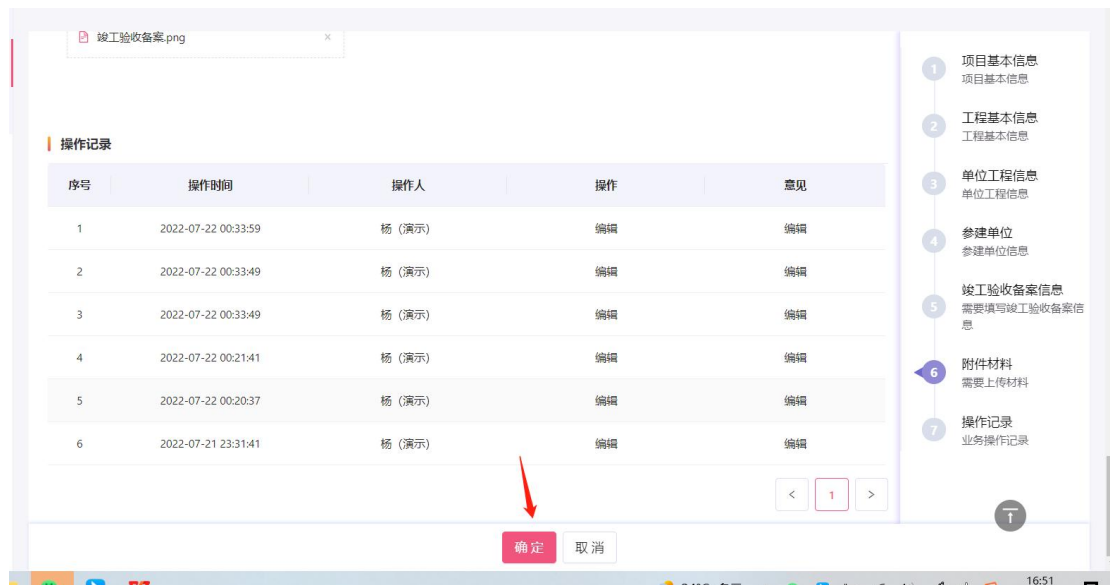 竣工验收备案.png ×
操作记录
序号 操作时间 操作人 操作 意见
1 2022-07-22 00:33:59 杨（演示） 编辑 编辑
2 2022-07-22 00:33:49 杨（演示） 编辑 编辑
3 2022-07-22 00:33:49 杨（演示） 编辑 编辑
4 2022-07-22 00:21:41 杨（演示） 编辑 编辑
5 2022-07-22 00:20:37 杨（演示） 编辑 编辑
6 2022-07-21 23:31:41 杨（演示） 编辑 编辑
< 1 >
确定 取消
1 项目基本信息
项目基本信息
2 工程基本信息
工程基本信息
3 单位工程信息
单位工程信息
4 参建单位
参建单位信息
竣工验收备案信息
5 需要填写竣工验收备案信
息
附件材料
6 需要上传材料
操作记录
7 业务操作记录
16:51